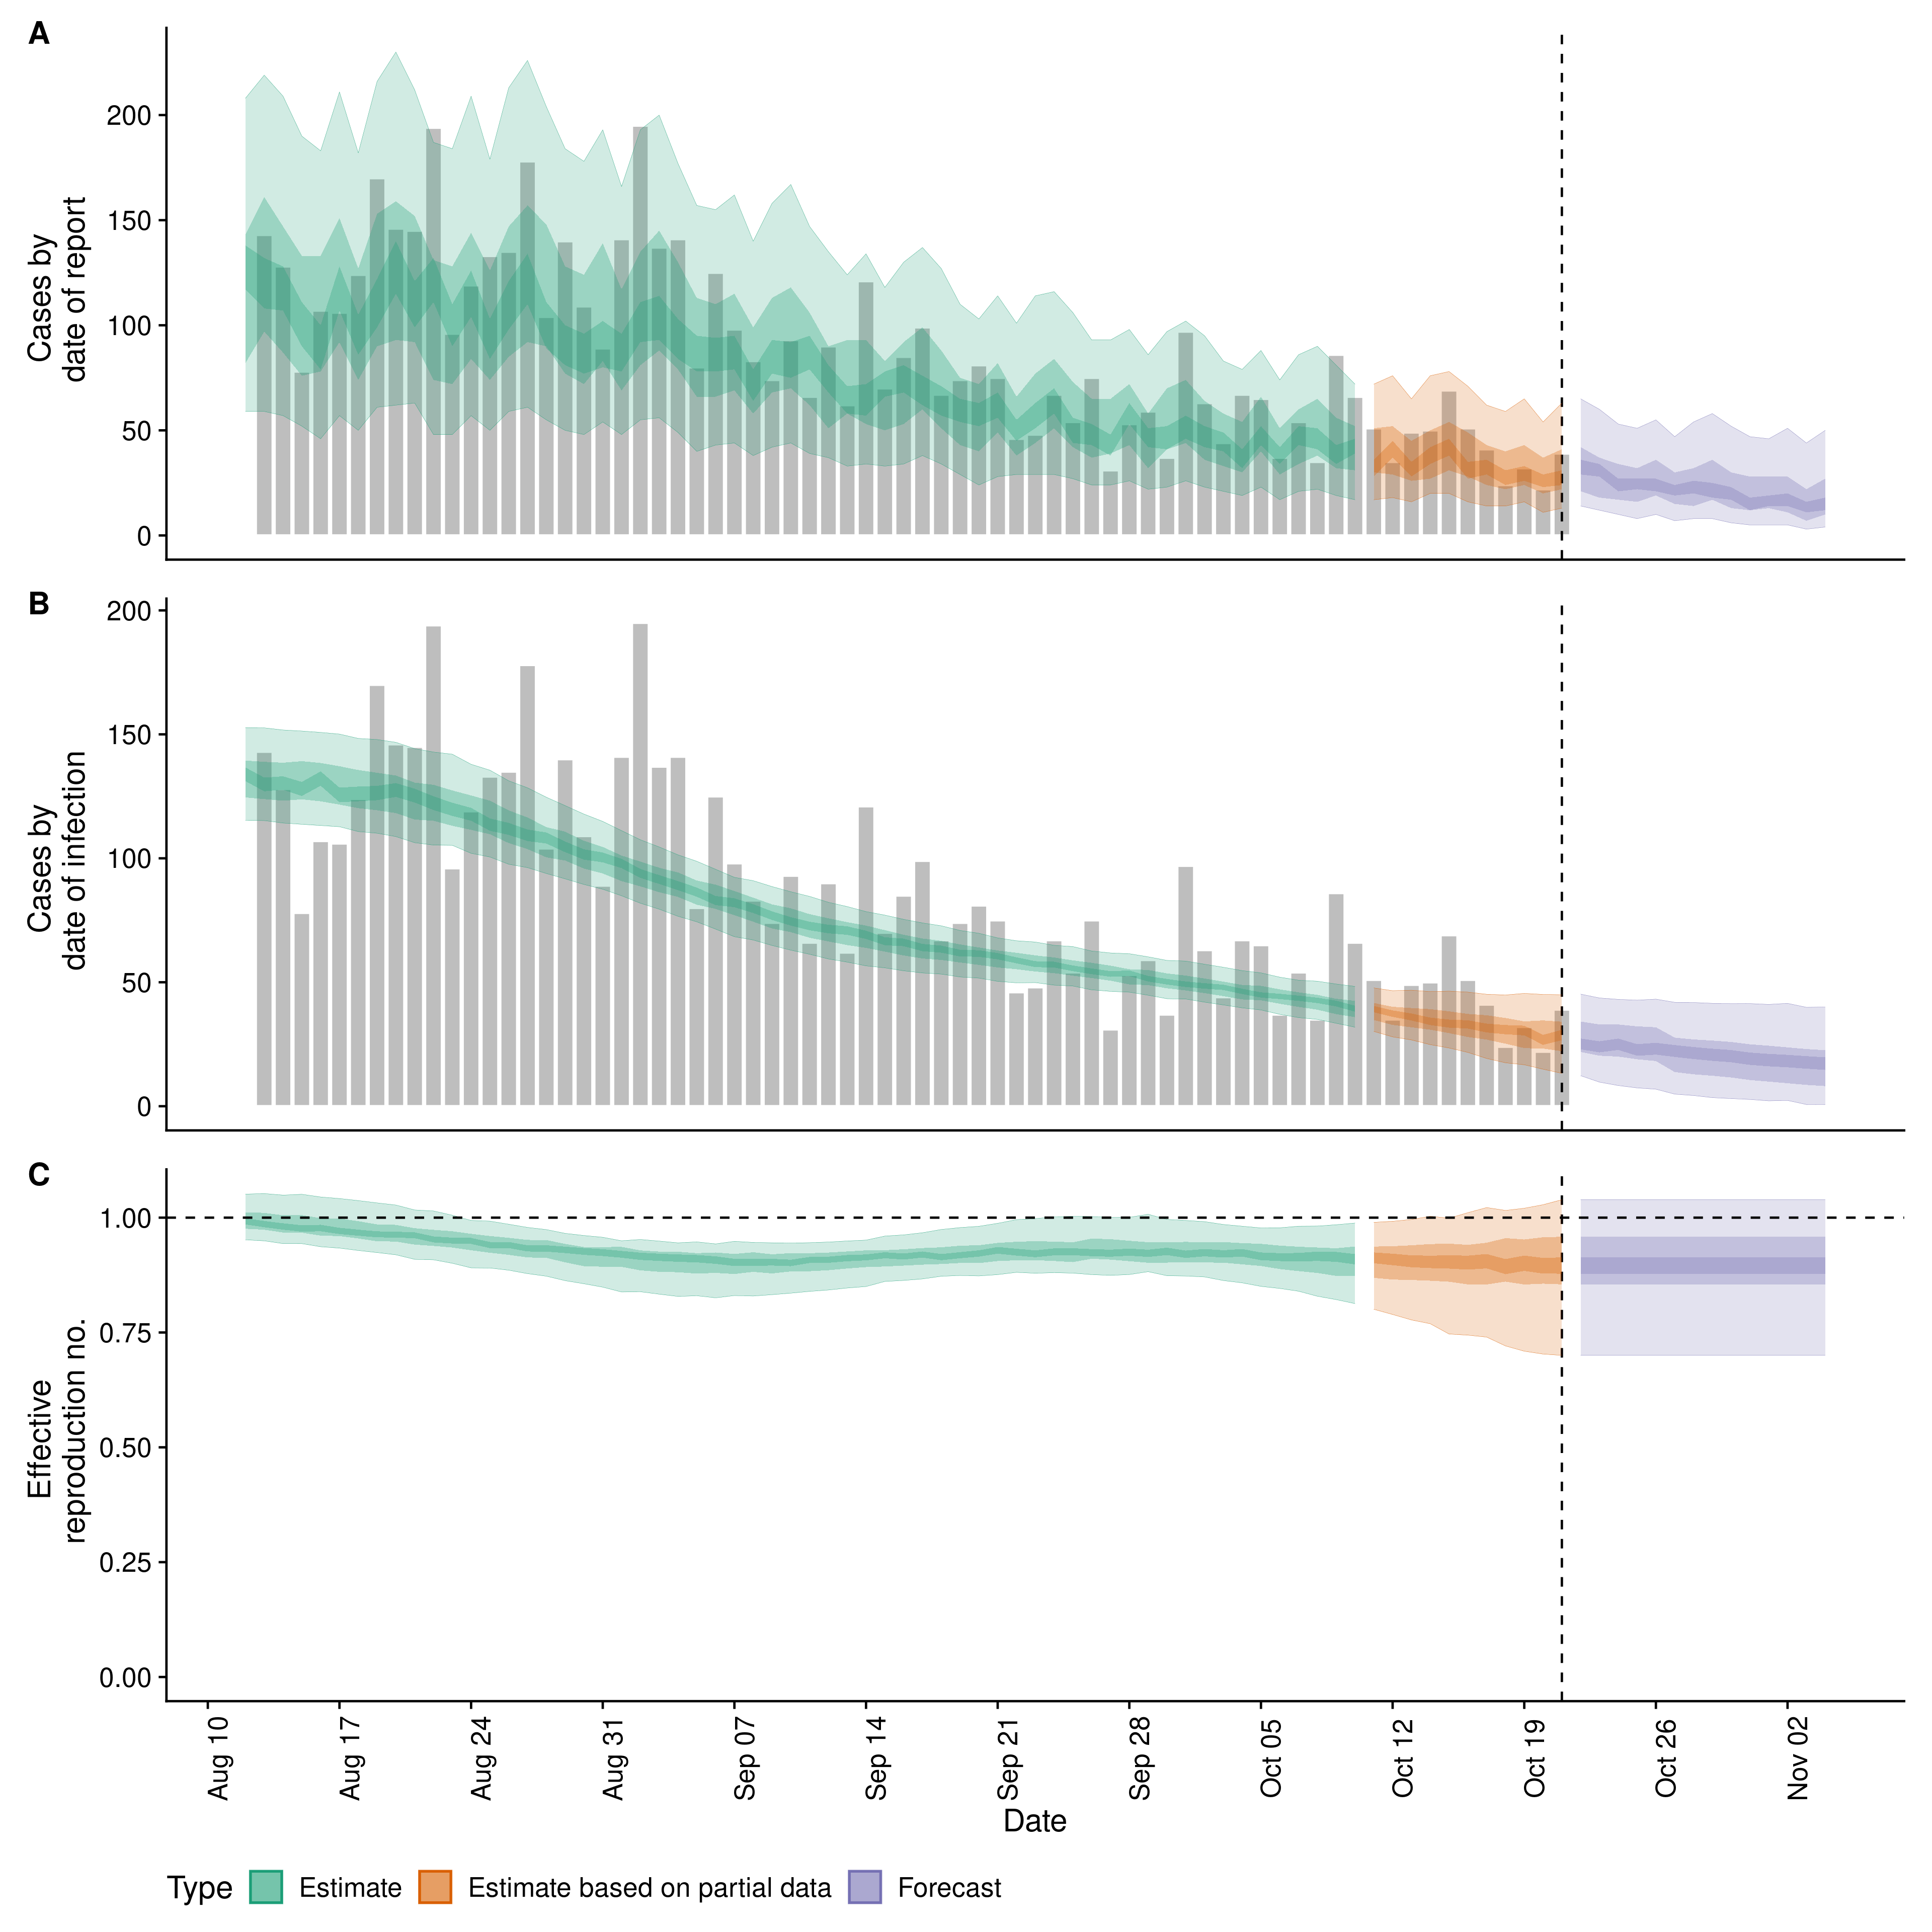 A
Cases by
date of report
200
150
100
50
0
B
Cases by
date of infection
200
150
100
50
0
C
Effective
reproduction no.
1.00
0.75
0.50
0.25
0.00
Aug 10
Aug 17
Aug 24
Aug 31
Sep 07
Sep 14
Sep 21
Sep 28
Oct 05
Oct 12
Oct 19
Oct 26
Nov 02
Date
Type Estimate Estimate based on partial data Forecast